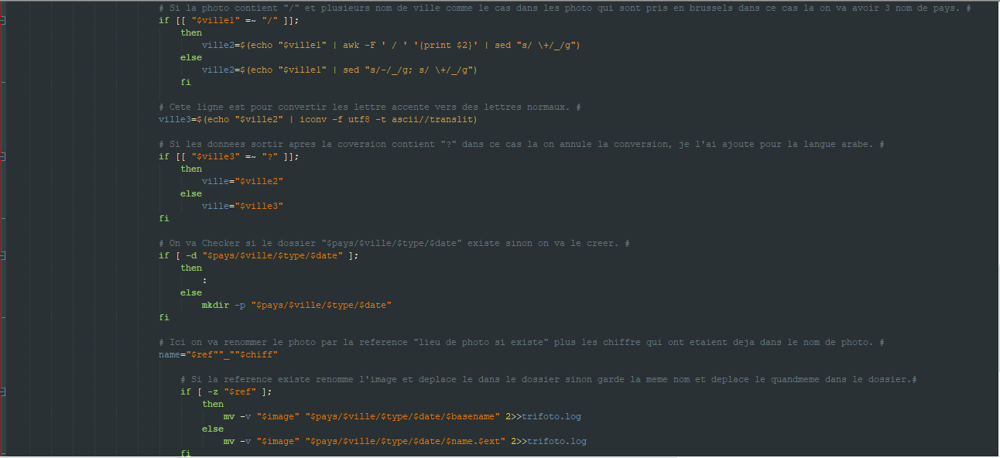 # Si la photo contient "/" et plusieurs nom de ville comme le cas dans les photo qui sont pris en brussels dans ce cas la on va avoir 3 nom de pays. #
if [[ "$ville1" =~ "/" ]];
then
ville2=$(echo "$ville1" | awk -F ' / ' '{print $2}' | sed "s/ \+/_/g")
else
ville2=$(echo "$ville1" | sed "s/-/_/g; s/ \+/_/g")
fi
# Cete ligne est pour convertir les lettre accente vers des lettres normaux. #
ville3=$(echo "$ville2" | iconv -f utf8 -t ascii//translit)
# Si les donnees sortir apres la coversion contient "?" dans ce cas la on annule la conversion, je l'ai ajoute pour la langue arabe. #
if [[ "$ville3" =~ "?" ]];
then
ville="$ville2"
else
ville="$ville3"
fi
# On va Checker si le dossier "$pays/$ville/$type/$date" existe sinon on va le creer. #
if [ -d "$pays/$ville/$type/$date" ];
then
:
else
mkdir -p "$pays/$ville/$type/$date"
fi
# Ici on va renommer le photo par la reference "lieu de photo si existe" plus les chiffre qui ont etaient deja dans le nom de photo. #
name="$ref""_""$chiff"
# Si la reference existe renomme l'image et deplace le dans le dossier sinon garde la meme nom et deplace le quandmeme dans le dossier.#
if [ -z "$ref" ];
then
mv -v "$image" "$pays/$ville/$type/$date/$basename" 2>>trifoto.log
else
mv -v "$image" "$pays/$ville/$type/$date/$name.$ext" 2>>trifoto.log
fi